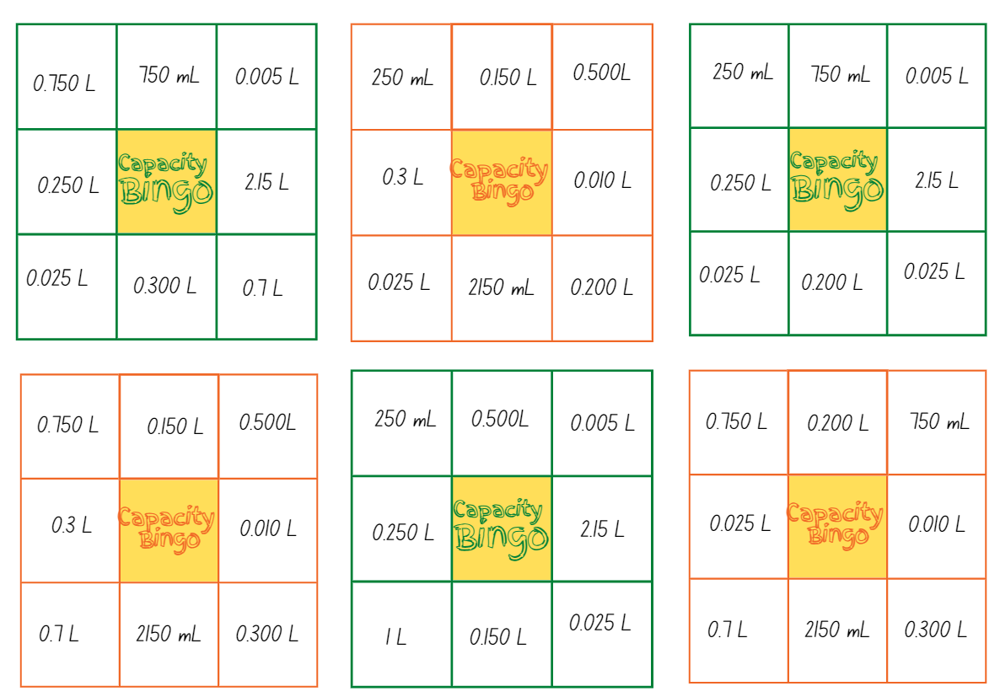 0.750 L
750 mL
0.005 L
0.250 L
Capacity
Bingo
2.15 L
0.025 L
0.300 L
0.7 L
250 mL
0.150 L
0.500L
0.3 L
Capacity
Bingo
0.010 L
0.025 L
2150 mL
0.200 L
250 mL
750 mL
0.005 L
0.250 L
Capacity
Bingo
2.15 L
0.025 L
0.200 L
0.025 L
0.750 L
0.150 L
0.500L
0.3 L
Capacity
Bingo
0.010 L
0.7 L
2150 mL
0.300 L
250 mL
0.500L
0.005 L
0.250 L
Capacity
Bingo
2.15 L
1 L
0.150 L
0.025 L
0.750 L
0.200 L
750 mL
0.025 L
Capacity
Bingo
0.010 L
0.7 L
2150 mL
0.300 L